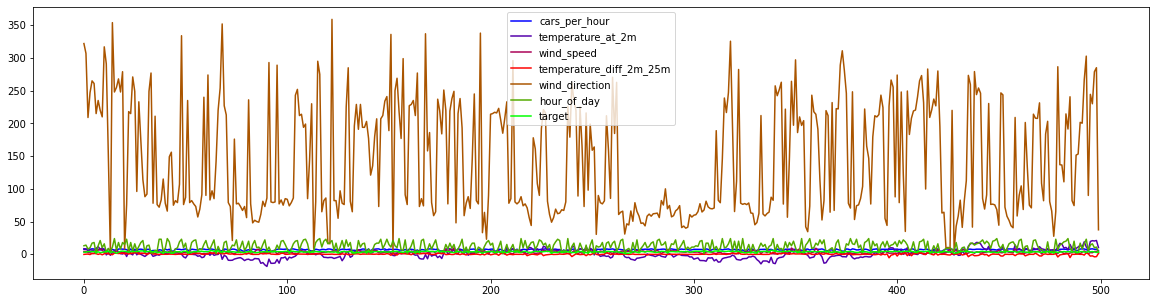 350
300
250
200
150
100
50
0
0
100
200
300
400
500
cars_per_hour
temperature_at_2m
wind_speed
temperature_diff_2m_25m
wind_direction
hour_of_day
target